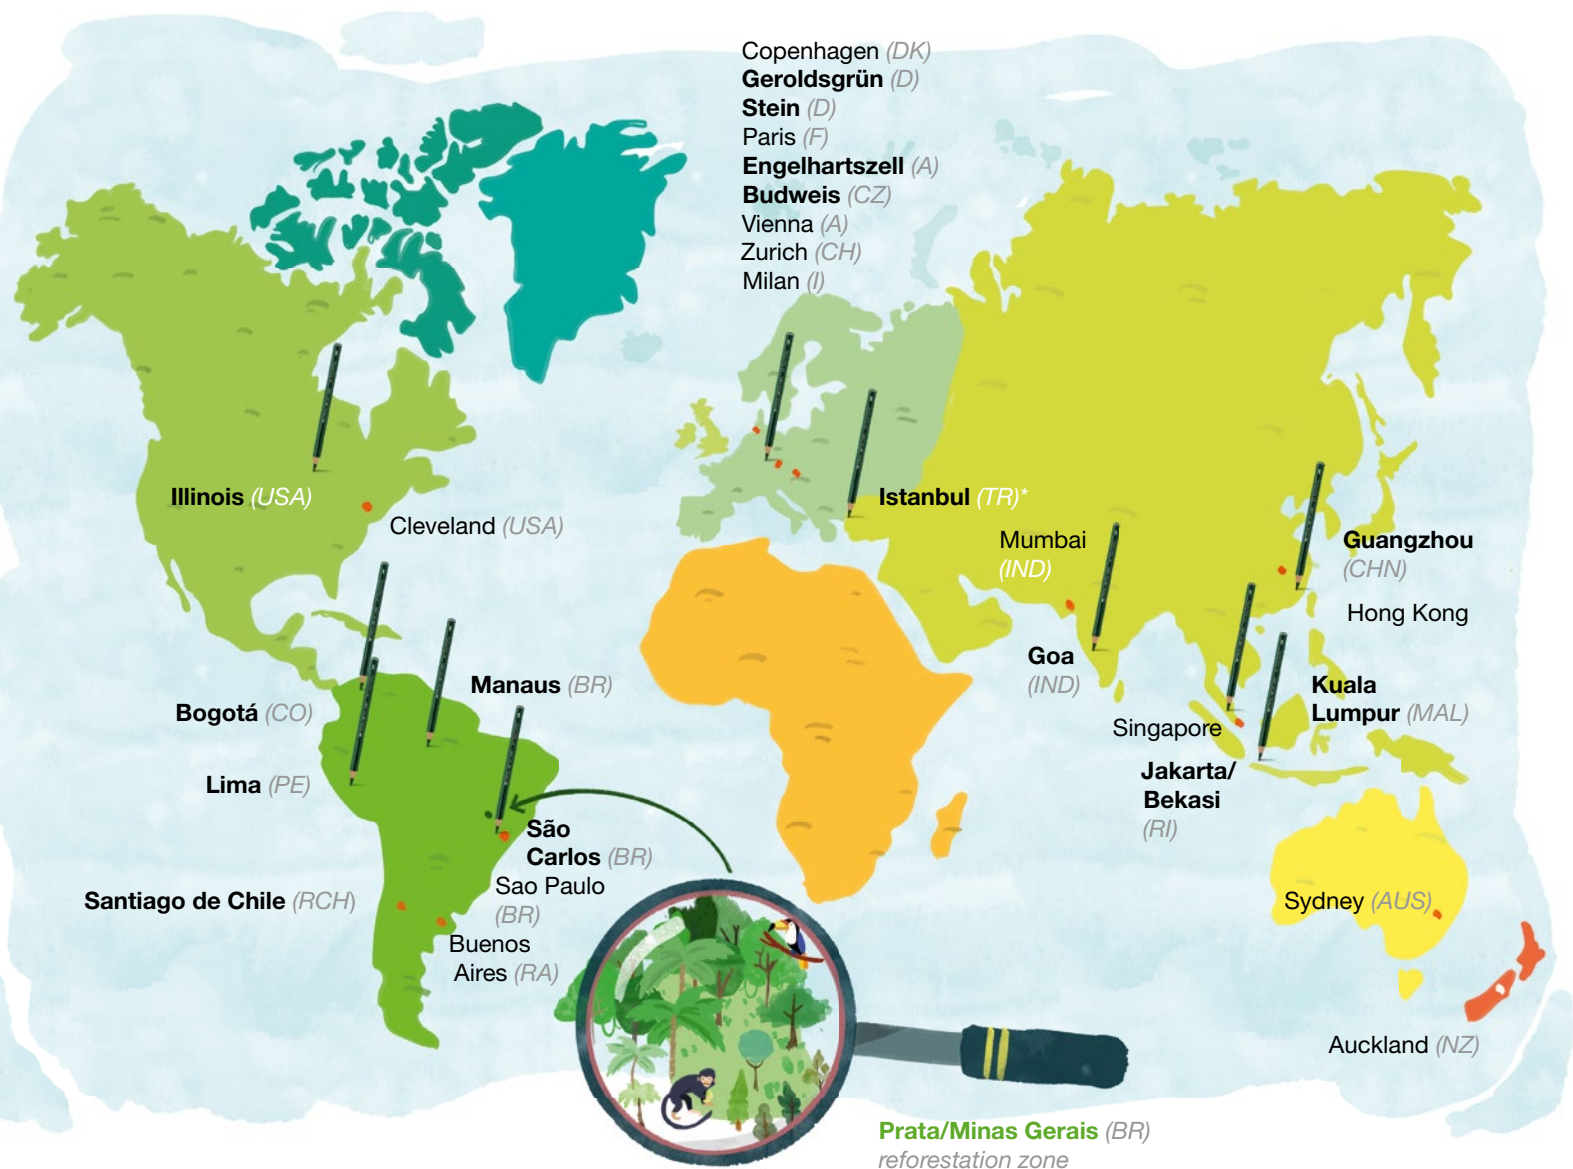 Copenhagen (DK)
Geroldsgrün (D)
Stein (D)
Paris (F)
Engelhartszell (A)
Budweis (CZ)
Vienna (A)
Zurich (CH)
Milan (I)
Illinois (USA)
Cleveland (USA)
Istanbul (TR)*
Mumbai
(IND)
Guangzhou
(CHN)
Hong Kong
Goa
(IND)
Manaus (BR)
Bogotá (CO)
Kuala
Lumpur (MAL)
Singapore
Lima (PE)
Jakarta/
Bekasi
(RI)
São
Carlos (BR)
Sao Paulo
(BR)
Santiago de Chile (RCH)
Sydney (AUS)
Buenos
Aires (RA)
Auckland (NZ)
Prata/Minas Gerais (BR)
reforestation zone